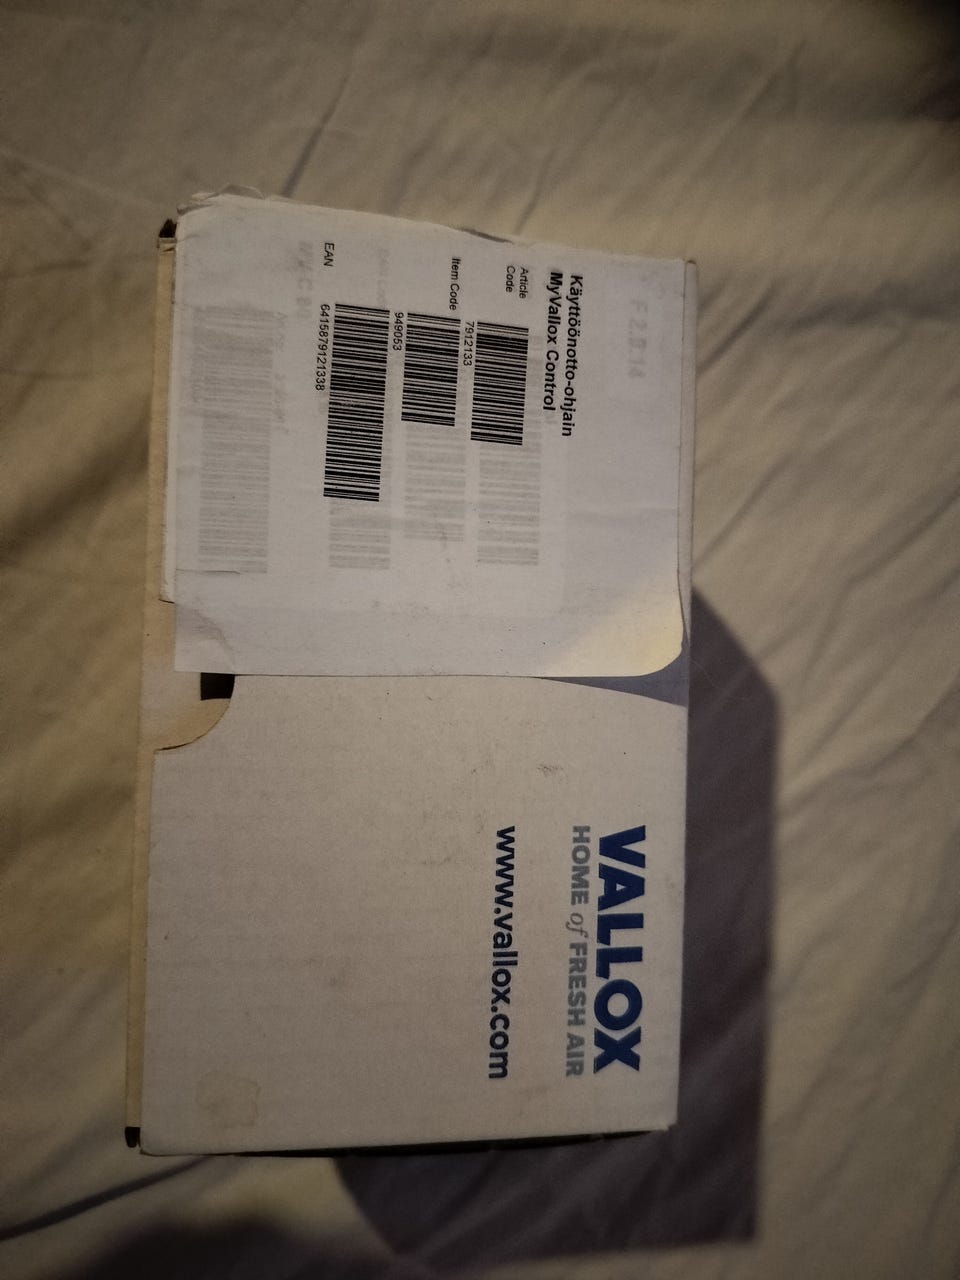 Käyttöönotto-ohjain
MyVallox Control
Article
Code
7912133
Item Code
949053
EAN
6415879121338
VALLOX
HOME of FRESH AIR
www.vallox.com